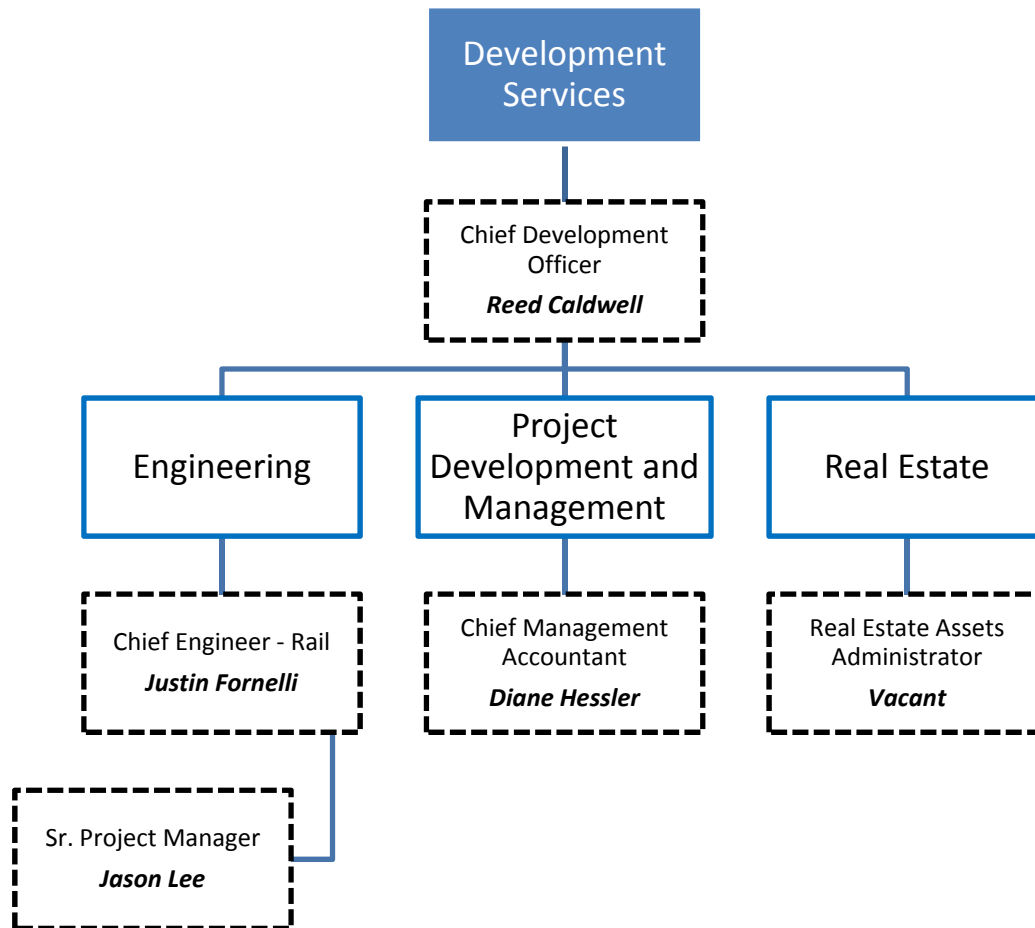 Development
Services
Chief Development
Officer
Reed Caldwell
Engineering
Project
Development and
Management
Real Estate
Chief Engineer - Rail
Justin Fornelli
Chief Management
Accountant
Diane Hessler
Real Estate Assets
Administrator
Vacant
Sr. Project Manager
Jason Lee